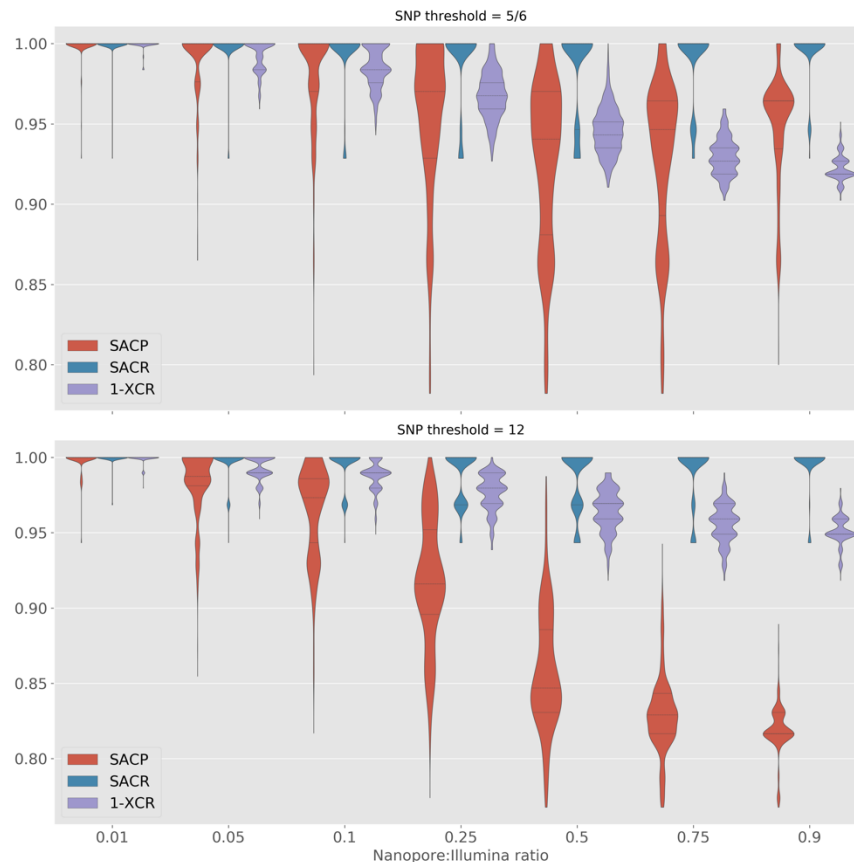 SNP threshold = 5/6
1.00
0.95
0.90
0.85
0.80
SACP
SACR
1-XCR
SNP threshold = 12
1.00
0.95
0.90
0.85
0.80
SACP
SACR
1-XCR
0.01 0.05 0.1 0.25 0.5 0.75 0.9
Nanopore:Illumina ratio